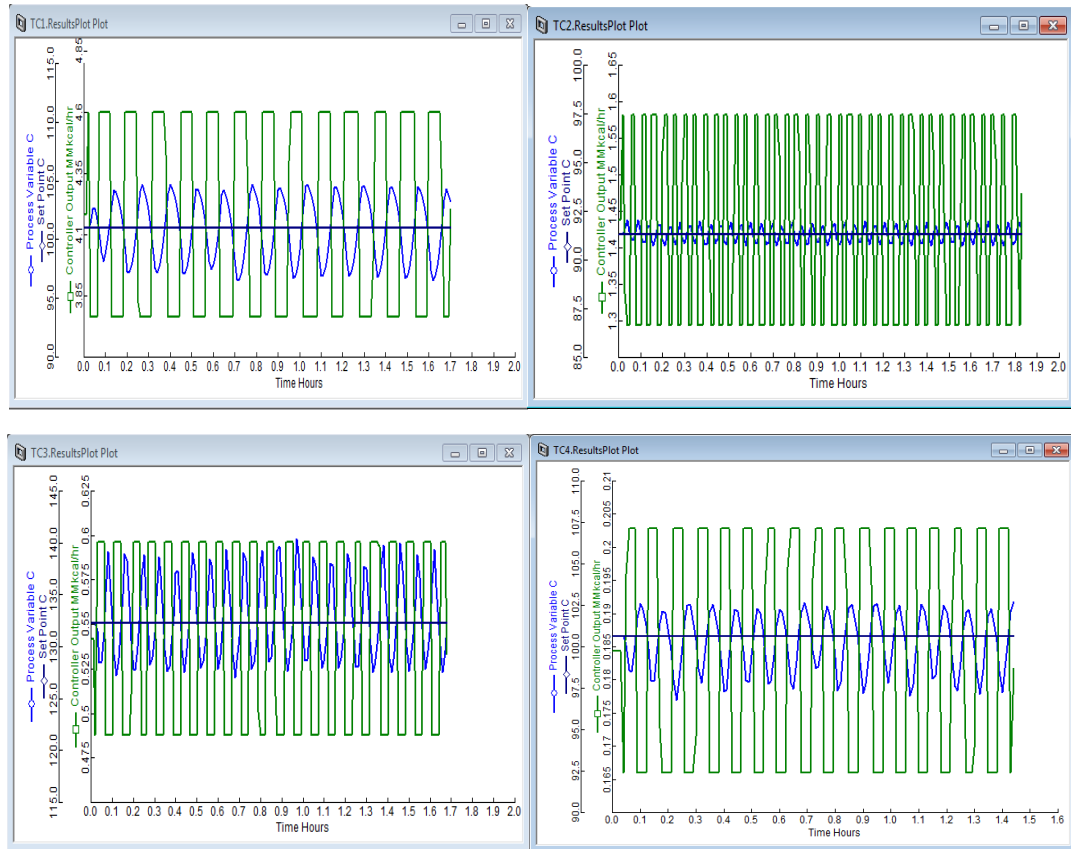 TC1.ResultsPlot Plot
Process Variable C
Set Point C
Controller Output MMkcal/hr
90.0 95.0 100.0 105.0 110.0 115.0
3.85 4.1 4.35 4.6 4.85
0.0 0.1 0.2 0.3 0.4 0.5 0.6 0.7 0.8 0.9 1.0 1.1 1.2 1.3 1.4 1.5 1.6 1.7 1.8 1.9 2.0
Time Hours
TC2.ResultsPlot Plot
Process Variable C
Set Point C
Controller Output MMkcal/hr
85.0 87.5 90.0 92.5 95.0 97.5 100.0
1.3 1.35 1.4 1.45 1.5 1.55 1.6 1.65
0.0 0.1 0.2 0.3 0.4 0.5 0.6 0.7 0.8 0.9 1.0 1.1 1.2 1.3 1.4 1.5 1.6 1.7 1.8 1.9 2.0
Time Hours
TC3.ResultsPlot Plot
Process Variable C
Set Point C
Controller Output MMkcal/hr
115.0 120.0 125.0 130.0 135.0 140.0 145.0
0.475 0.5 0.525 0.55 0.575 0.6 0.625
0.0 0.1 0.2 0.3 0.4 0.5 0.6 0.7 0.8 0.9 1.0 1.1 1.2 1.3 1.4 1.5 1.6 1.7 1.8 1.9 2.0
Time Hours
TC4.ResultsPlot Plot
Process Variable C
Set Point C
Controller Output MMkcal/hr
90.0 92.5 95.0 97.5 100.0 102.5 105.0 107.5 110.0
0.165 0.17 0.175 0.18 0.185 0.19 0.195 0.2 0.205 0.21
0.0 0.1 0.2 0.3 0.4 0.5 0.6 0.7 0.8 0.9 1.0 1.1 1.2 1.3 1.4 1.5 1.6
Time Hours